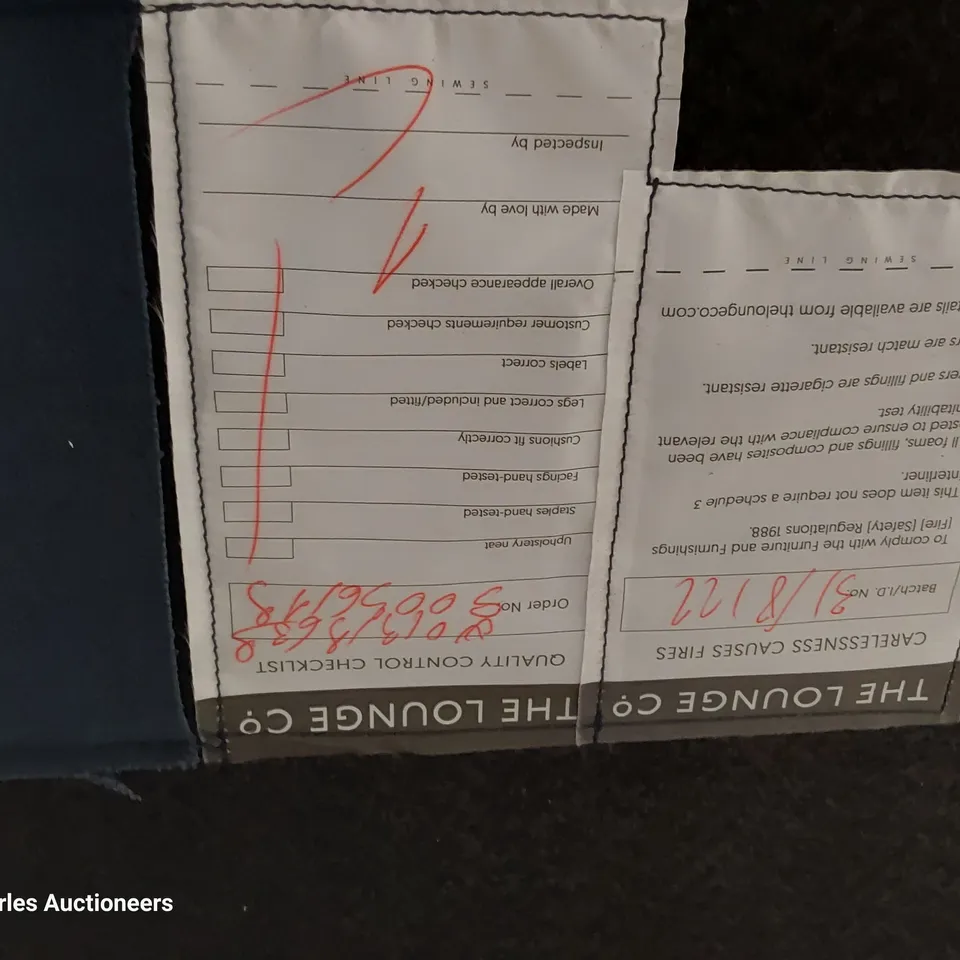 THE LOUNGE Co.
CARELESSNESS CAUSES FIRES
Batch/I.D. No. 31/8/22
To comply with the Furniture and Furnishings
[Fire] [Safety] Regulations 1988.
This item does not require a schedule 3
nterliner.
ll foams, fillings and composites have been
sted to ensure compliance with the relevant
nitability test.
ers and fillings are cigarette resistant.
rs are match resistant.
tails are available from theloungeco.com
SEWING LINE
THE LOUNGE Co.
QUALITY CONTROL CHECKLIST
Order No.
Upholstery neat
Staples hand-tested
Facings hand-tested
Cushions fit correctly
Legs correct and included/fitted
Labels correct
Customer requirements checked
Overall appearance checked
Made with love by
Inspected by
SEWING LINE
rles Auctioneers